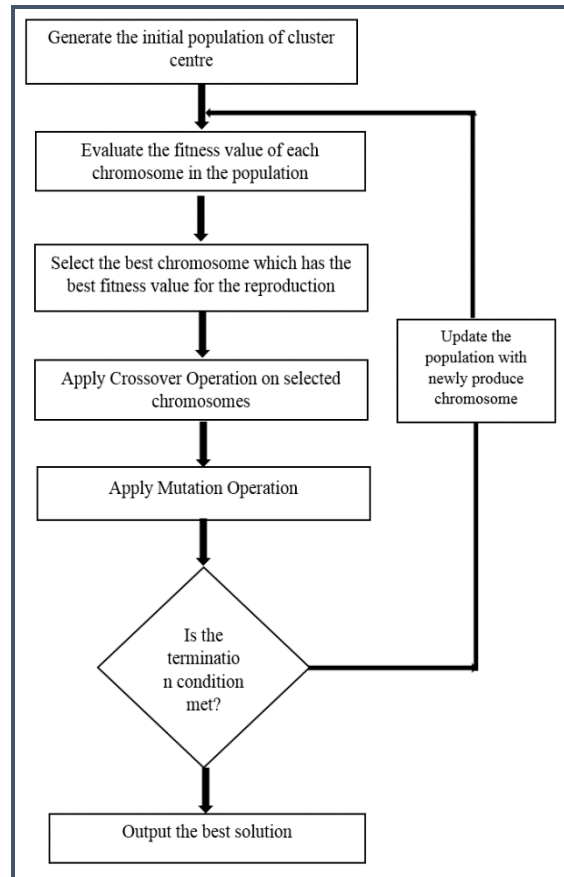 Generate the initial population of cluster
centre
Evaluate the fitness value of each
chromosome in the population
Select the best chromosome which has the
best fitness value for the reproduction
Apply Crossover Operation on selected
chromosomes
Update the
population with
newly produce
chromosome
Apply Mutation Operation
Is the
terminatio
n condition
met?
Output the best solution